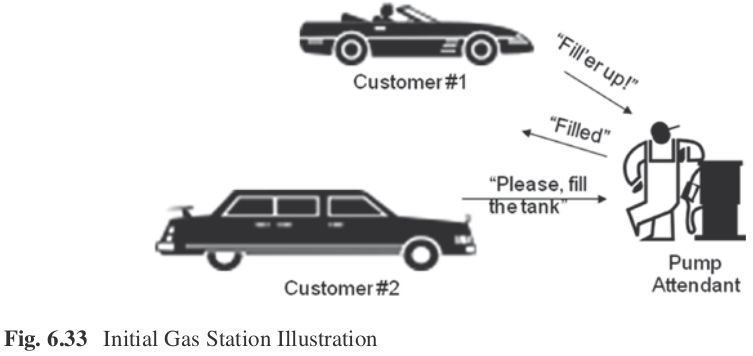 Customer#1
"Fill'er up!"
"Filled"
"Please, fill
the tank"
Customer#2
Pump
Attendant
Fig. 6.33 Initial Gas Station Illustration